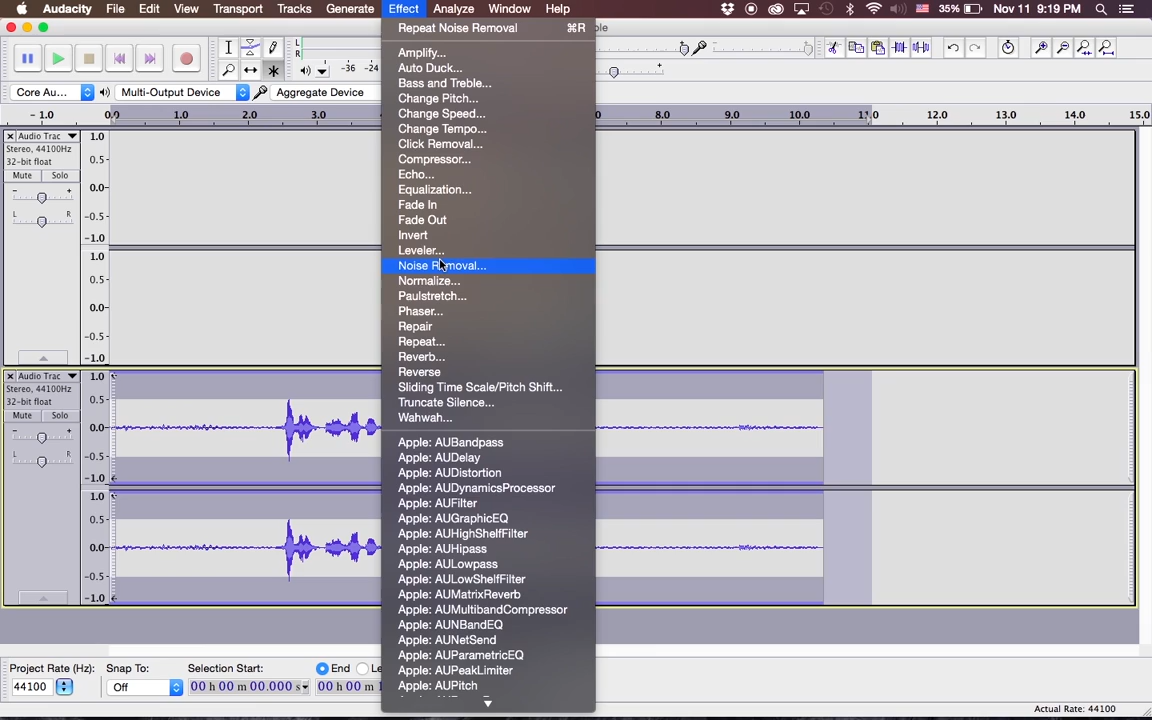 Audacity File Edit View Transport Tracks Generate Effect Analyze Window Help 35% Nov 11 9:19 PM
L
R
-36 -24
Core Au... Multi-Output Device Aggregate Device
- 1.0 0.0 1.0 2.0 3.0 8.0 9.0 10.0 11.0 12.0 13.0 14.0 15.0
Repeat Noise Removal ⌘R
Amplify...
Auto Duck...
Bass and Treble...
Change Pitch...
Change Speed...
Change Tempo...
Click Removal...
Compressor...
Echo...
Equalization...
Fade In
Fade Out
Invert
Leveler...
Noise Removal...
Normalize...
Paulstretch...
Phaser...
Repair
Repeat...
Reverb...
Reverse
Sliding Time Scale/Pitch Shift...
Truncate Silence...
Wahwah...
Apple: AUBandpass
Apple: AUDelay
Apple: AUDistortion
Apple: AUDynamicsProcessor
Apple: AUFilter
Apple: AUGraphicEQ
Apple: AUHighShelfFilter
Apple: AUHipass
Apple: AULowpass
Apple: AULowShelfFilter
Apple: AUMatrixReverb
Apple: AUMultibandCompressor
Apple: AUNBandEQ
Apple: AUNetSend
Apple: AUParametricEQ
Apple: AUPeakLimiter
Apple: AUPitch
Audio Trac
Stereo, 44100Hz
32-bit float
Mute Solo
- +
L R
1.0
0.5-
0.0-
-0.5-
-1.0
1.0
0.5-
0.0-
-0.5-
-1.0
Audio Trac
Stereo, 44100Hz
32-bit float
Mute Solo
- +
L R
1.0
0.5-
0.0-
-0.5-
-1.0
1.0
0.5-
0.0-
-0.5-
-1.0
Project Rate (Hz): Snap To: Selection Start: End
44100 Off 00 h 00 m 00.000 s 00 h 00 m
Actual Rate: 44100